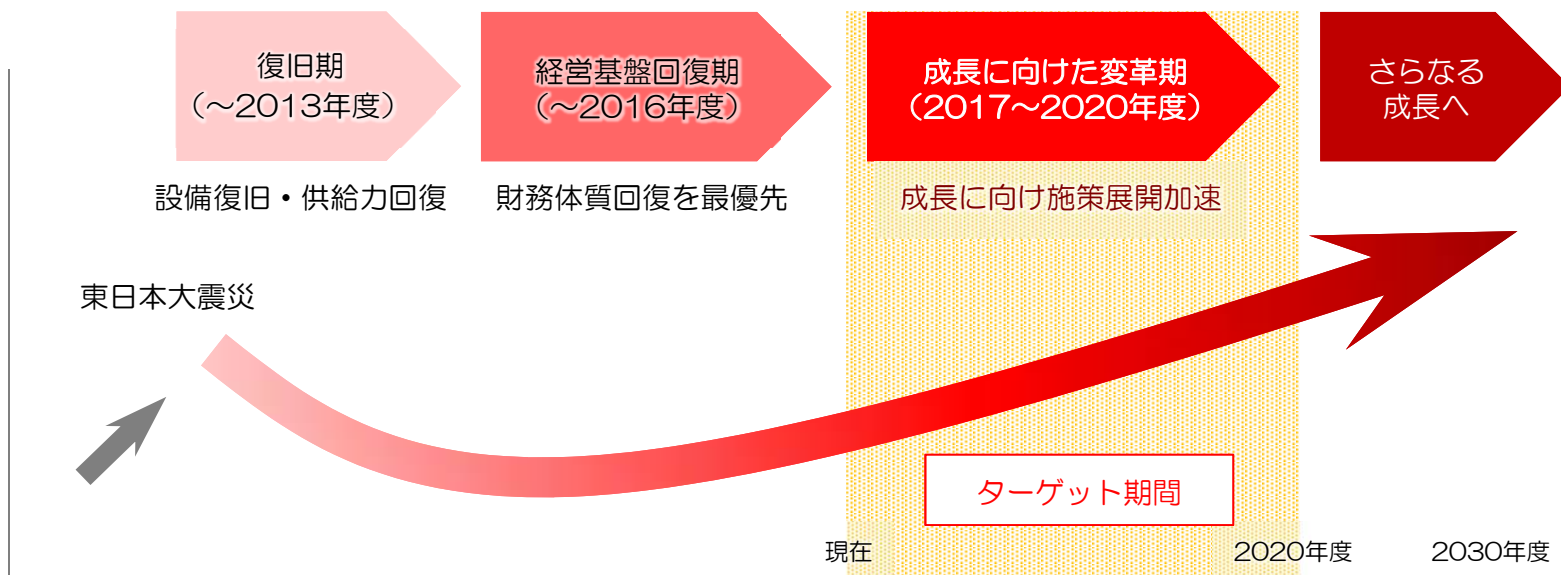 復旧期
（～2013年度）
経営基盤回復期
（～2016年度）
成長に向けた変革期
（2017～2020年度）
さらなる
成長へ
設備復旧・供給力回復
財務体質回復を最優先
成長に向け施策展開加速
東日本大震災
ターゲット期間
現在
2020年度
2030年度